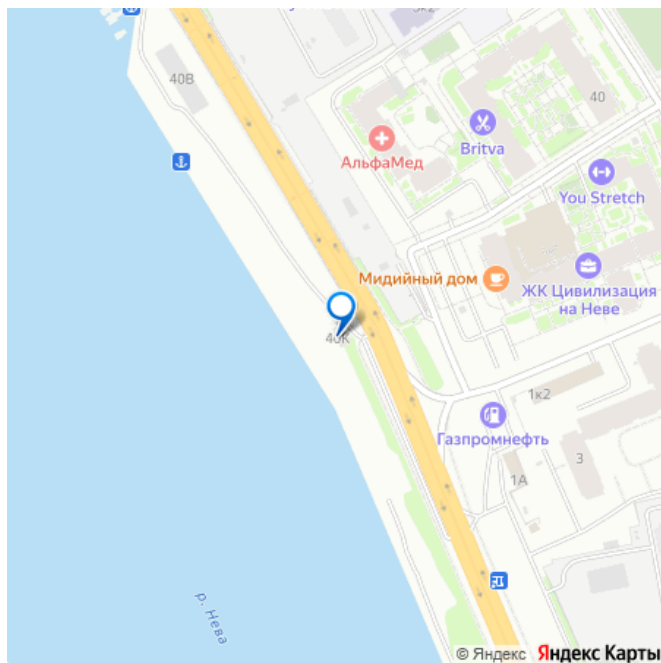 3к2
40В
40
Britva
АльфаМед
You Stretch
Мидийный дом
ЖК Цивилизация
на Неве
40К
1к2
Газпромнефть
3
1А
р. Нева
© Яндекс Яндекс Карты